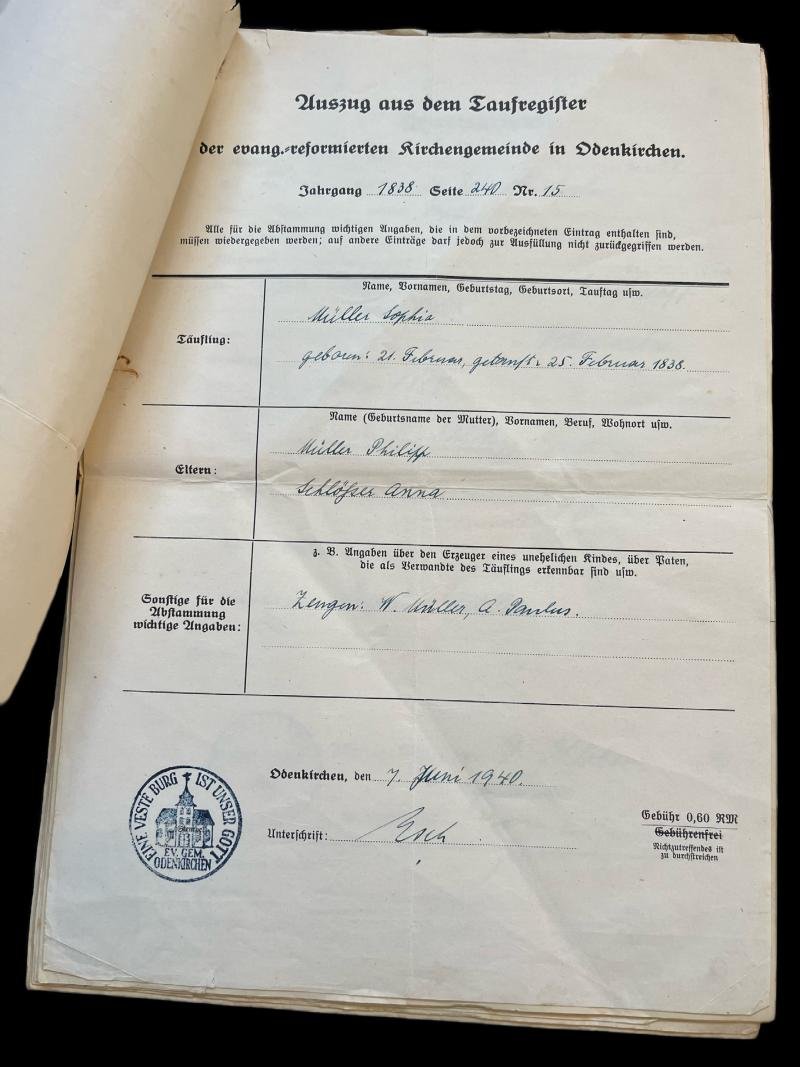 Auszug aus dem Taufregister
der evang.-reformierten Kirchengemeinde in Odenkirchen.
Jahrgang 1838 Seite 240 Nr. 15
Alle für die Abstammung wichtigen Angaben, die in dem vorbezeichneten Eintrag enthalten sind,
müssen wiedergegeben werden; auf andere Einträge darf jedoch zur Ausfüllung nicht zurückgegriffen werden.
Name, Vornamen, Geburtstag, Geburtsort, Tauftag usw.
Täufling:
Müller Sophia
geboren: 21. Februar, getauft: 25. Februar 1838.
Name (Geburtsname der Mutter), Vornamen, Beruf, Wohnort usw.
Eltern:
Müller Philipp
Schlößer Anna
z. B. Angaben über den Erzeuger eines unehelichen Kindes, über Paten,
die als Verwandte des Täuflings erkennbar sind usw.
Sonstige für die
Abstammung
wichtige Angaben:
Zeugen: W. Müller, A. Paulus.
Odenkirchen, den 7. Juni 1940.
Unterschrift: Esch
Gebühr 0,60 RM
Gebührenfrei
Nichtzutreffendes ist
zu durchstreichen
EINE VESTE BURG IST UNSER GOTT
EV. GEM.
ODENKIRCHEN